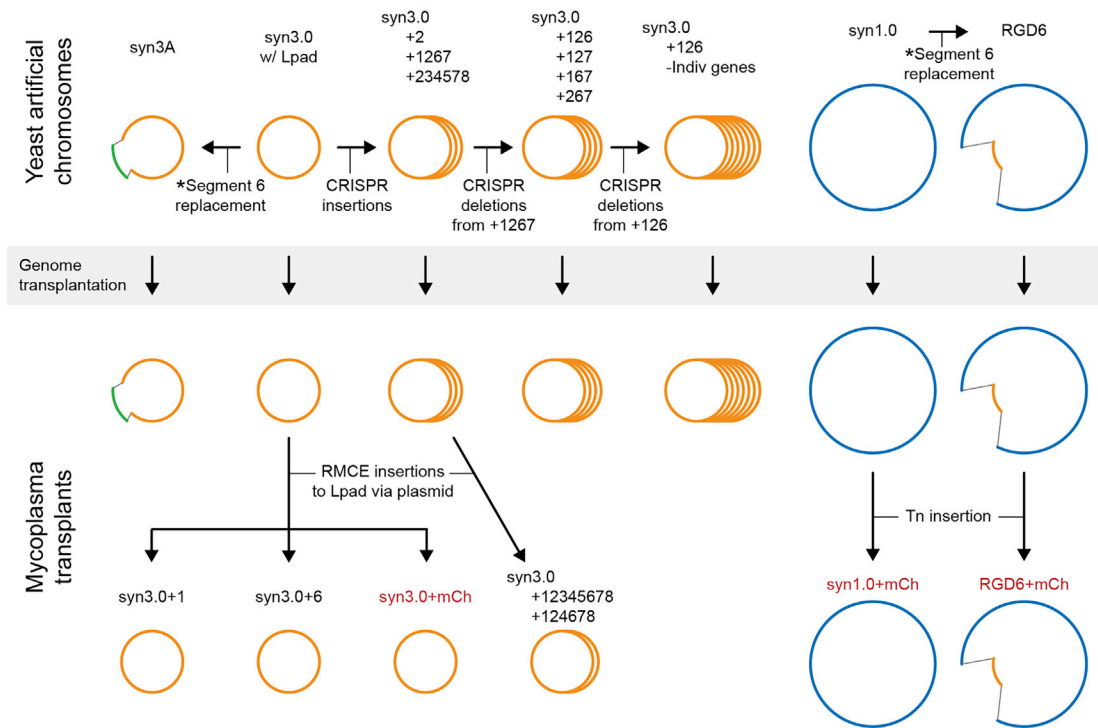 Yeast artificial
chromosomes
syn3A
syn3.0
w/ Lpad
syn3.0
+2
+1267
+234578
syn3.0
+126
+127
+167
+267
syn3.0
+126
-Indiv genes
syn1.0
RGD6
*Segment 6
replacement
*Segment 6
replacement
CRISPR
insertions
CRISPR
deletions
from +1267
CRISPR
deletions
from +126
Genome
transplantation
Mycoplasma
transplants
RMCE insertions
to Lpad via plasmid
Tn insertion
syn3.0+1
syn3.0+6
syn3.0+mCh
syn3.0
+12345678
+124678
syn1.0+mCh
RGD6+mCh